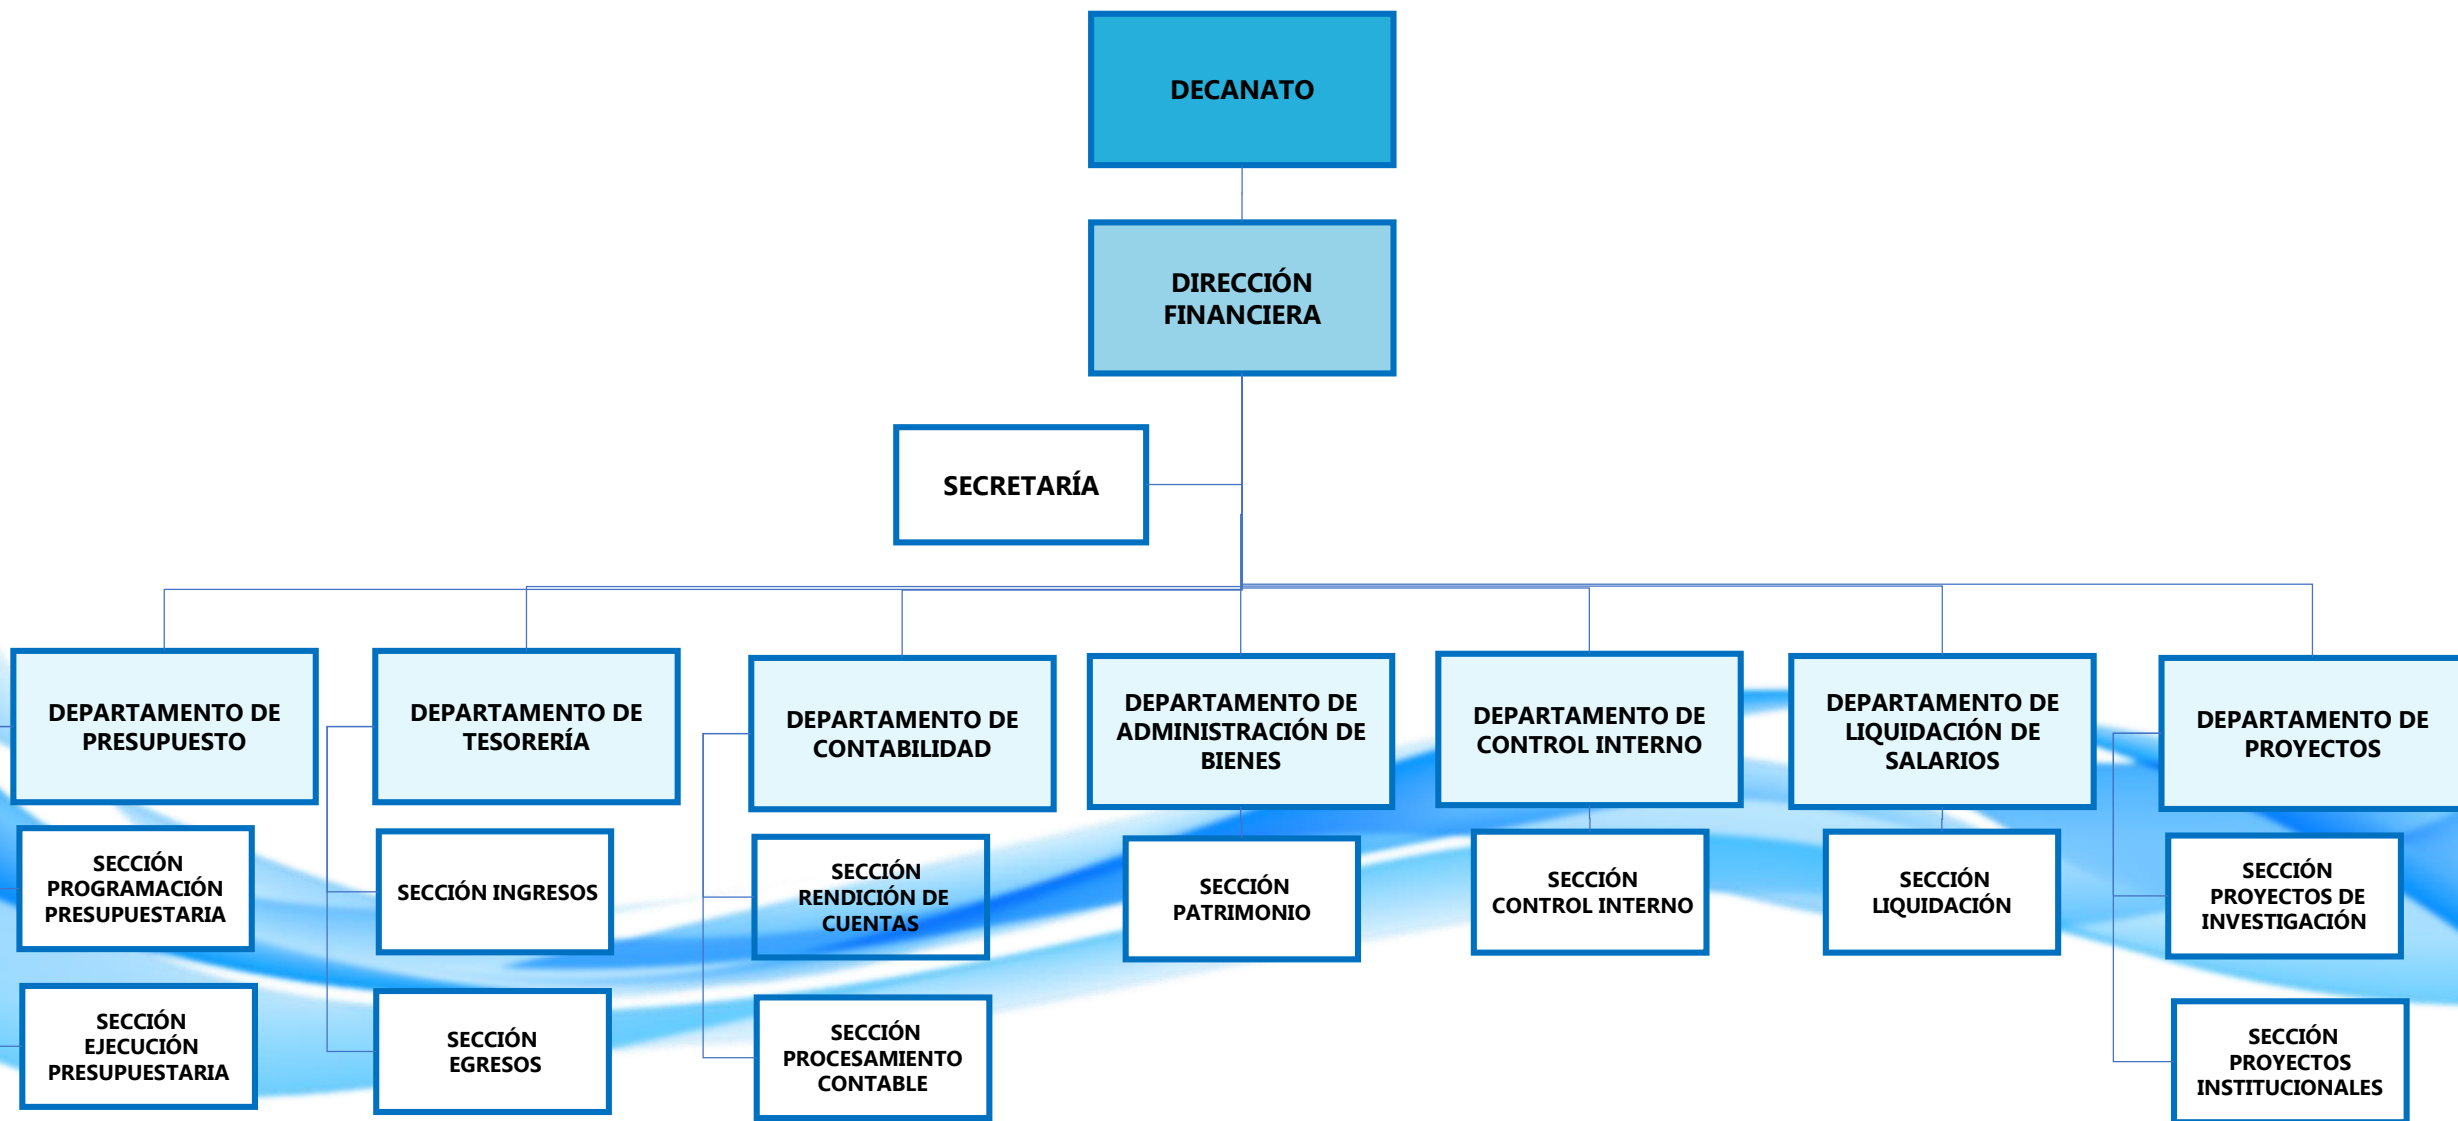 DECANATO
DIRECCIÓN
FINANCIERA
SECRETARÍA
DEPARTAMENTO DE
PRESUPUESTO
DEPARTAMENTO DE
TESORERÍA
DEPARTAMENTO DE
CONTABILIDAD
DEPARTAMENTO DE
ADMINISTRACIÓN DE
BIENES
DEPARTAMENTO DE
CONTROL INTERNO
DEPARTAMENTO DE
LIQUIDACIÓN DE
SALARIOS
DEPARTAMENTO DE
PROYECTOS
SECCIÓN
PROGRAMACIÓN
PRESUPUESTARIA
SECCIÓN INGRESOS
SECCIÓN
RENDICIÓN DE
CUENTAS
SECCIÓN
PATRIMONIO
SECCIÓN
CONTROL INTERNO
SECCIÓN
LIQUIDACIÓN
SECCIÓN
PROYECTOS DE
INVESTIGACIÓN
SECCIÓN
EJECUCIÓN
PRESUPUESTARIA
SECCIÓN
EGRESOS
SECCIÓN
PROCESAMIENTO
CONTABLE
SECCIÓN
PROYECTOS
INSTITUCIONALES